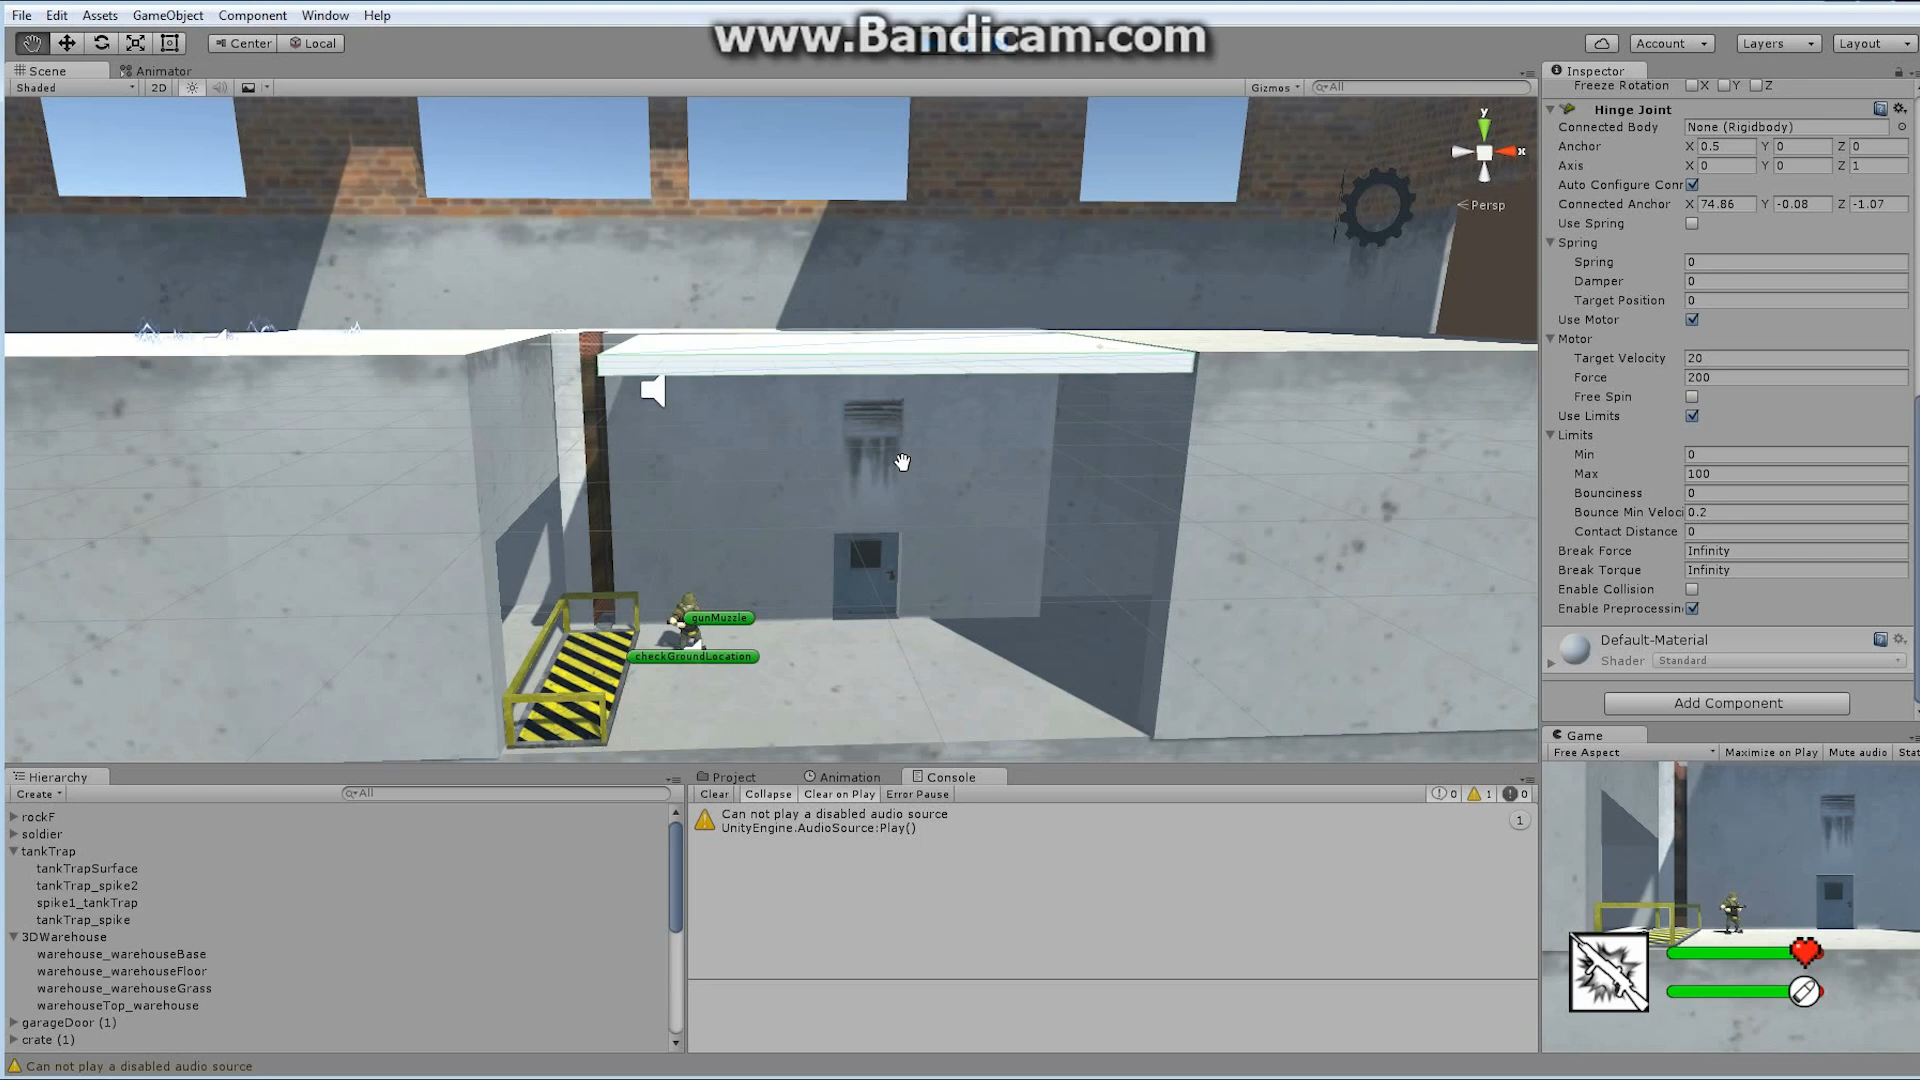 File Edit Assets GameObject Component Window Help
www.Bandicam.com
Center Local
Account Layers Layout
Scene Animator
Shaded 2D Gizmos All
y
x
Persp
gunMuzzle
checkGroundLocation
Inspector
Freeze Rotation X Y Z
Hinge Joint
Connected Body None (Rigidbody)
Anchor X 0.5 Y 0 Z 0
Axis X 0 Y 0 Z 1
Auto Configure Conr
Connected Anchor X 74.86 Y -0.08 Z -1.07
Use Spring
Spring
Spring 0
Damper 0
Target Position 0
Use Motor
Motor
Target Velocity 20
Force 200
Free Spin
Use Limits
Limits
Min 0
Max 100
Bounciness 0
Bounce Min Veloci 0.2
Contact Distance 0
Break Force Infinity
Break Torque Infinity
Enable Collision
Enable Preprocessin
Default-Material
Shader Standard
Add Component
Game
Free Aspect Maximize on Play Mute audio Stat
Hierarchy
Create All
rockF
soldier
tankTrap
tankTrapSurface
tankTrap_spike2
spike1_tankTrap
tankTrap_spike
3DWarehouse
warehouse_warehouseBase
warehouse_warehouseFloor
warehouse_warehouseGrass
warehouseTop_warehouse
garageDoor (1)
crate (1)
Project Animation Console
Clear Collapse Clear on Play Error Pause 0 1 0
Can not play a disabled audio source
UnityEngine.AudioSource:Play()
1
Can not play a disabled audio source